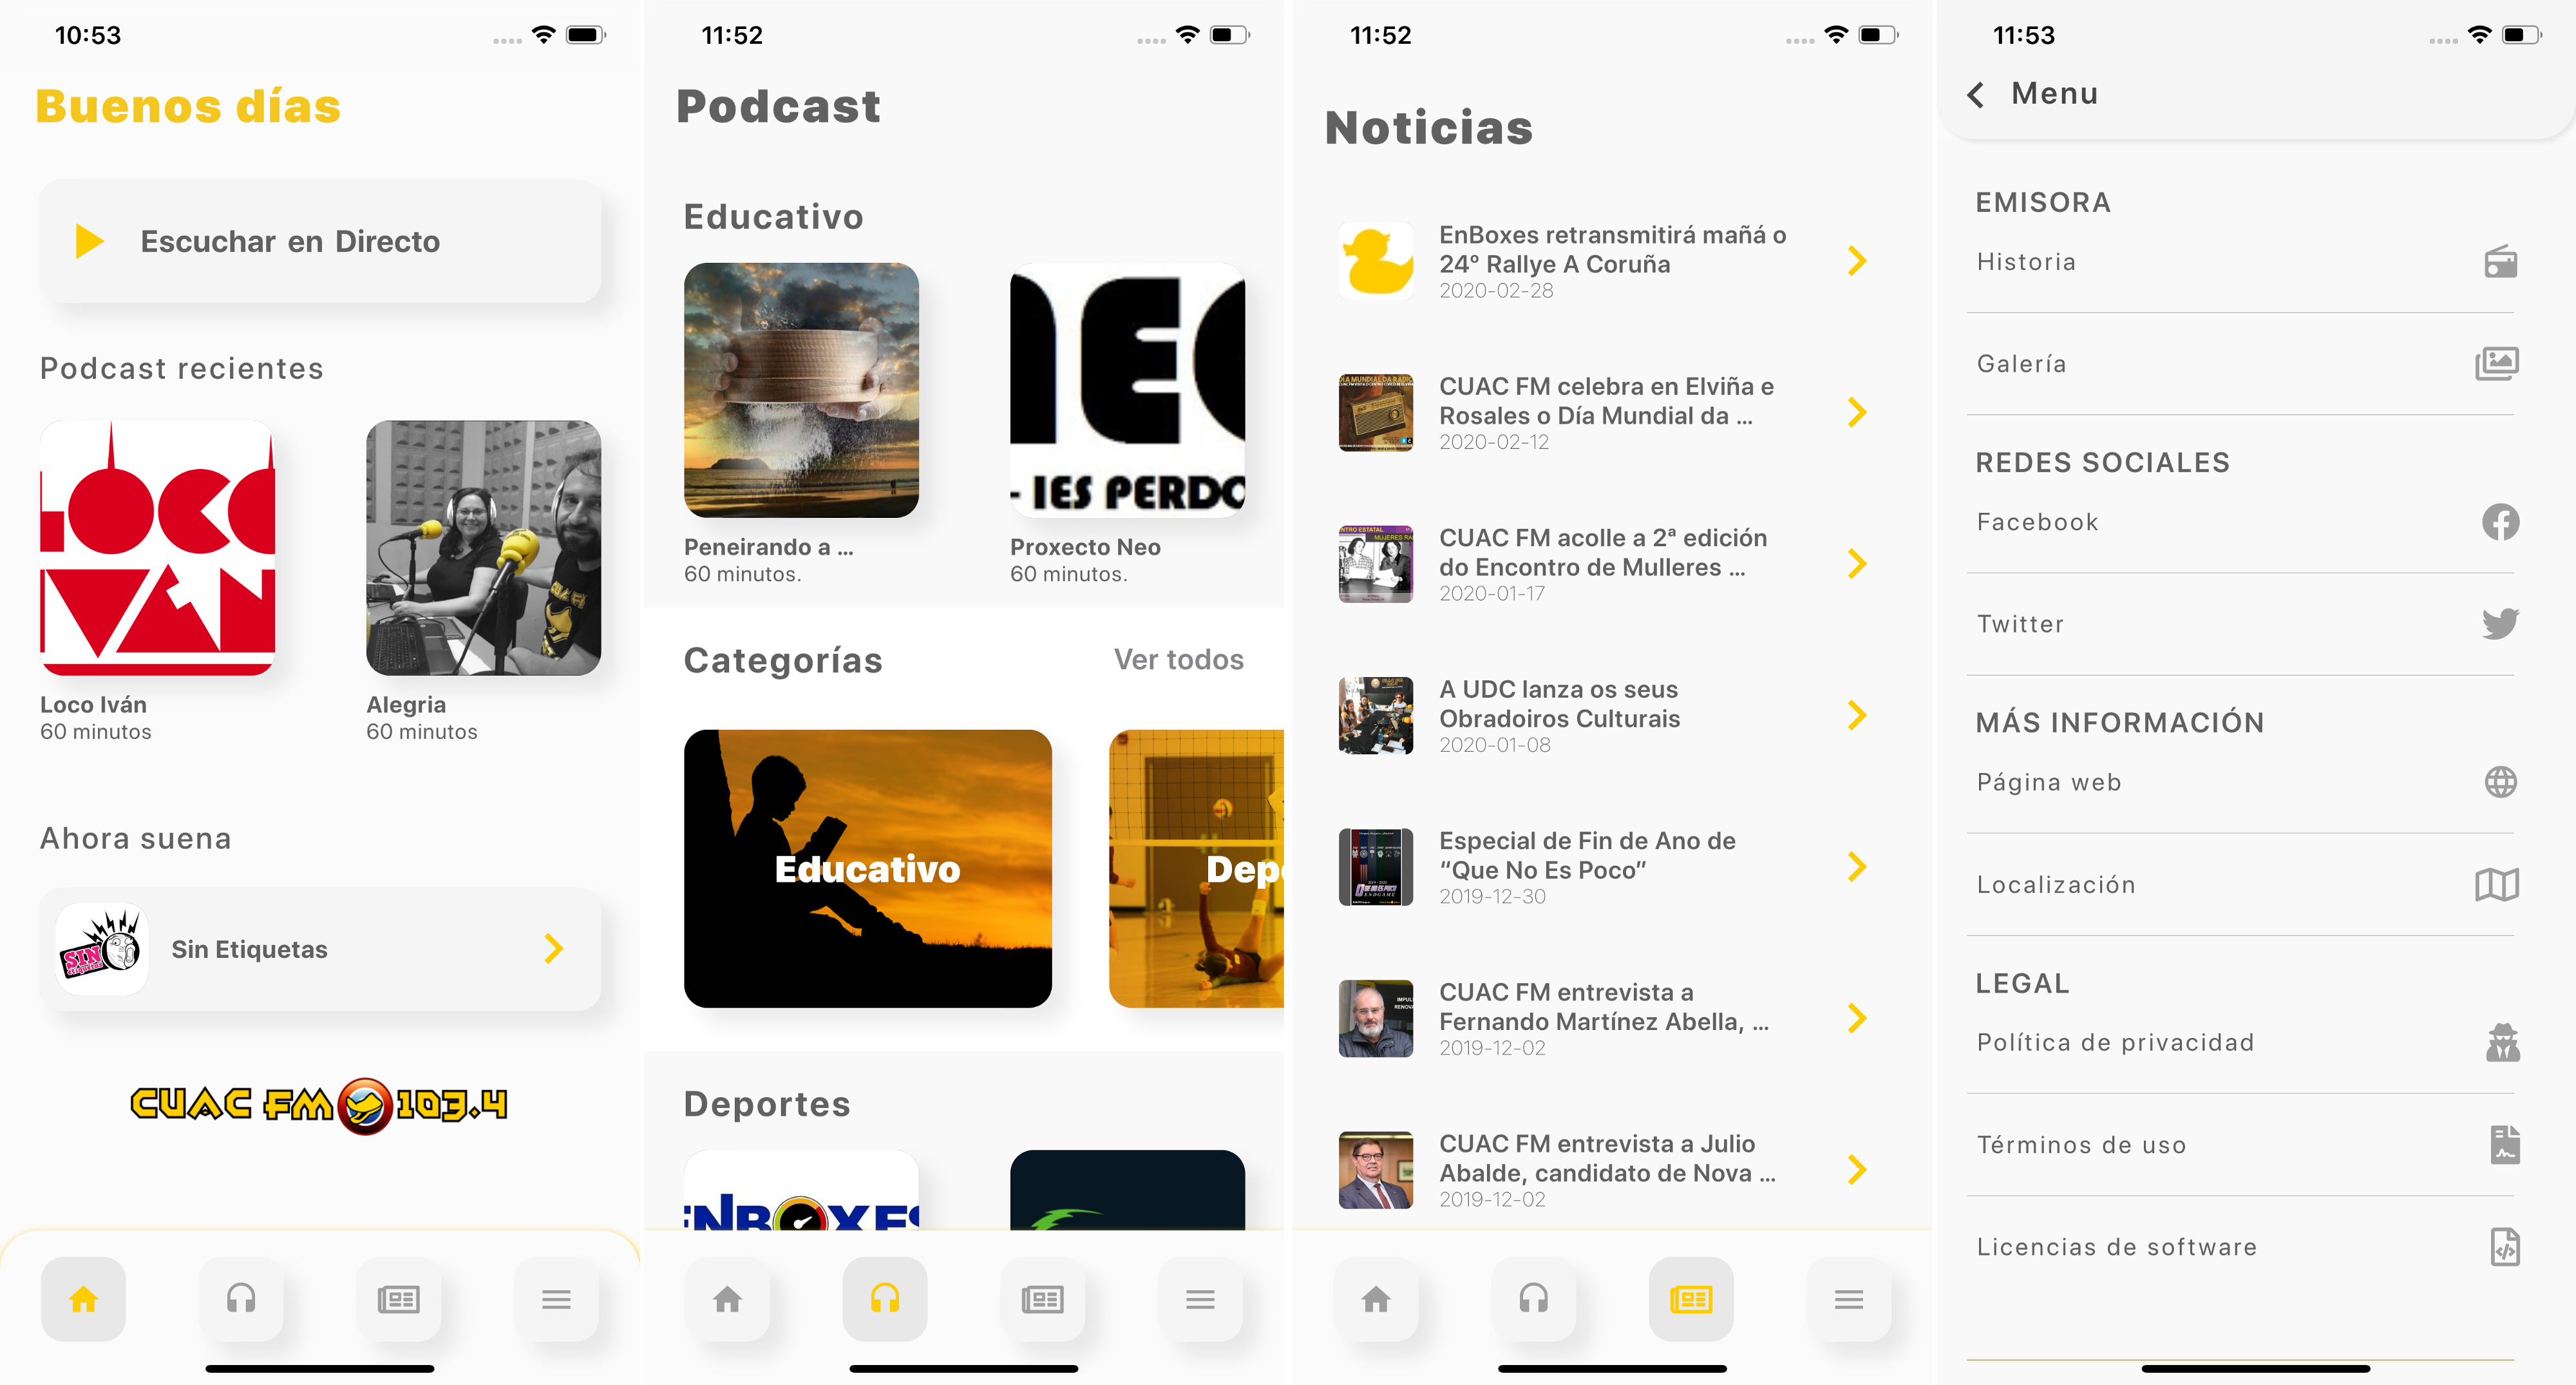 10:53
Buenos días
Escuchar en Directo
Podcast recientes
LOCO
IVÁN
Loco Iván
60 minutos
Alegria
60 minutos
Ahora suena
SIN
Sin Etiquetas
CUAC FM 103.4
11:52
Podcast
Educativo
NEO
- IES PERDO
Peneirando a ...
60 minutos.
Proxecto Neo
60 minutos.
Categorías
Ver todos
Educativo
Depo
Deportes
ENBOXES
11:52
Noticias
EnBoxes retransmitirá mañá o
24º Rallye A Coruña
2020-02-28
CUAC FM celebra en Elviña e
Rosales o Día Mundial da ...
2020-02-12
CUAC FM acolle a 2ª edición
do Encontro de Mulleres ...
2020-01-17
A UDC lanza os seus
Obradoiros Culturais
2020-01-08
Especial de Fin de Ano de
“Que No Es Poco”
2019-12-30
CUAC FM entrevista a
Fernando Martínez Abella, ...
2019-12-02
CUAC FM entrevista a Julio
Abalde, candidato de Nova ...
2019-12-02
11:53
Menu
EMISORA
Historia
Galería
REDES SOCIALES
Facebook
Twitter
MÁS INFORMACIÓN
Página web
Localización
LEGAL
Política de privacidad
Términos de uso
Licencias de software